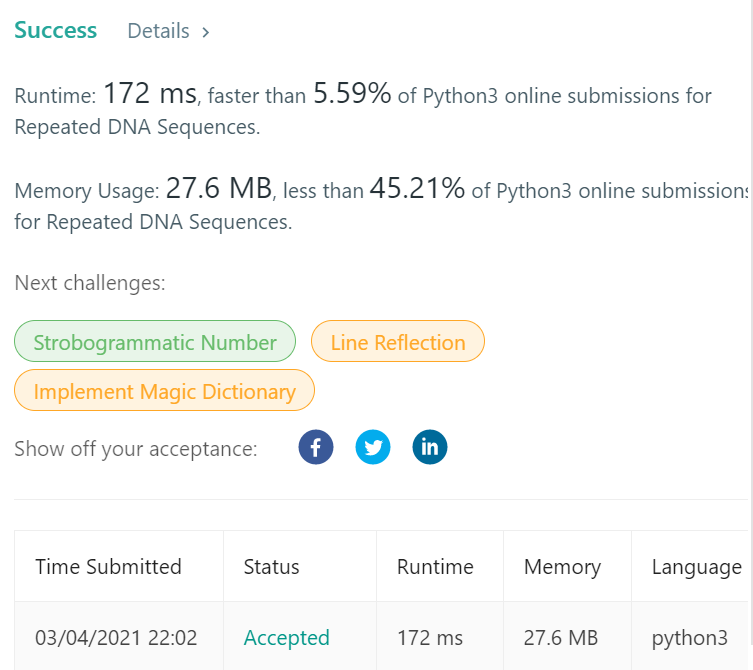 Success Details >
Runtime: 172 ms, faster than 5.59% of Python3 online submissions for
Repeated DNA Sequences.
Memory Usage: 27.6 MB, less than 45.21% of Python3 online submissions
for Repeated DNA Sequences.
Next challenges:
Strobogrammatic Number Line Reflection
Implement Magic Dictionary
Show off your acceptance: f in
Time Submitted Status Runtime Memory Language
03/04/2021 22:02 Accepted 172 ms 27.6 MB python3